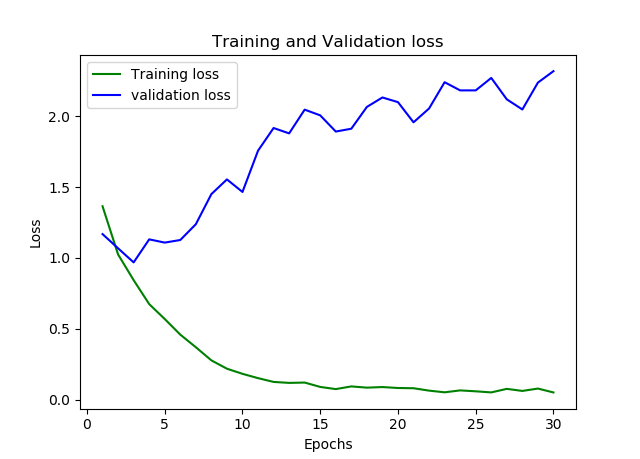 Training and Validation loss
Training loss
validation loss
2.0
1.5
1.0
0.5
0.0
Loss
0 5 10 15 20 25 30
Epochs